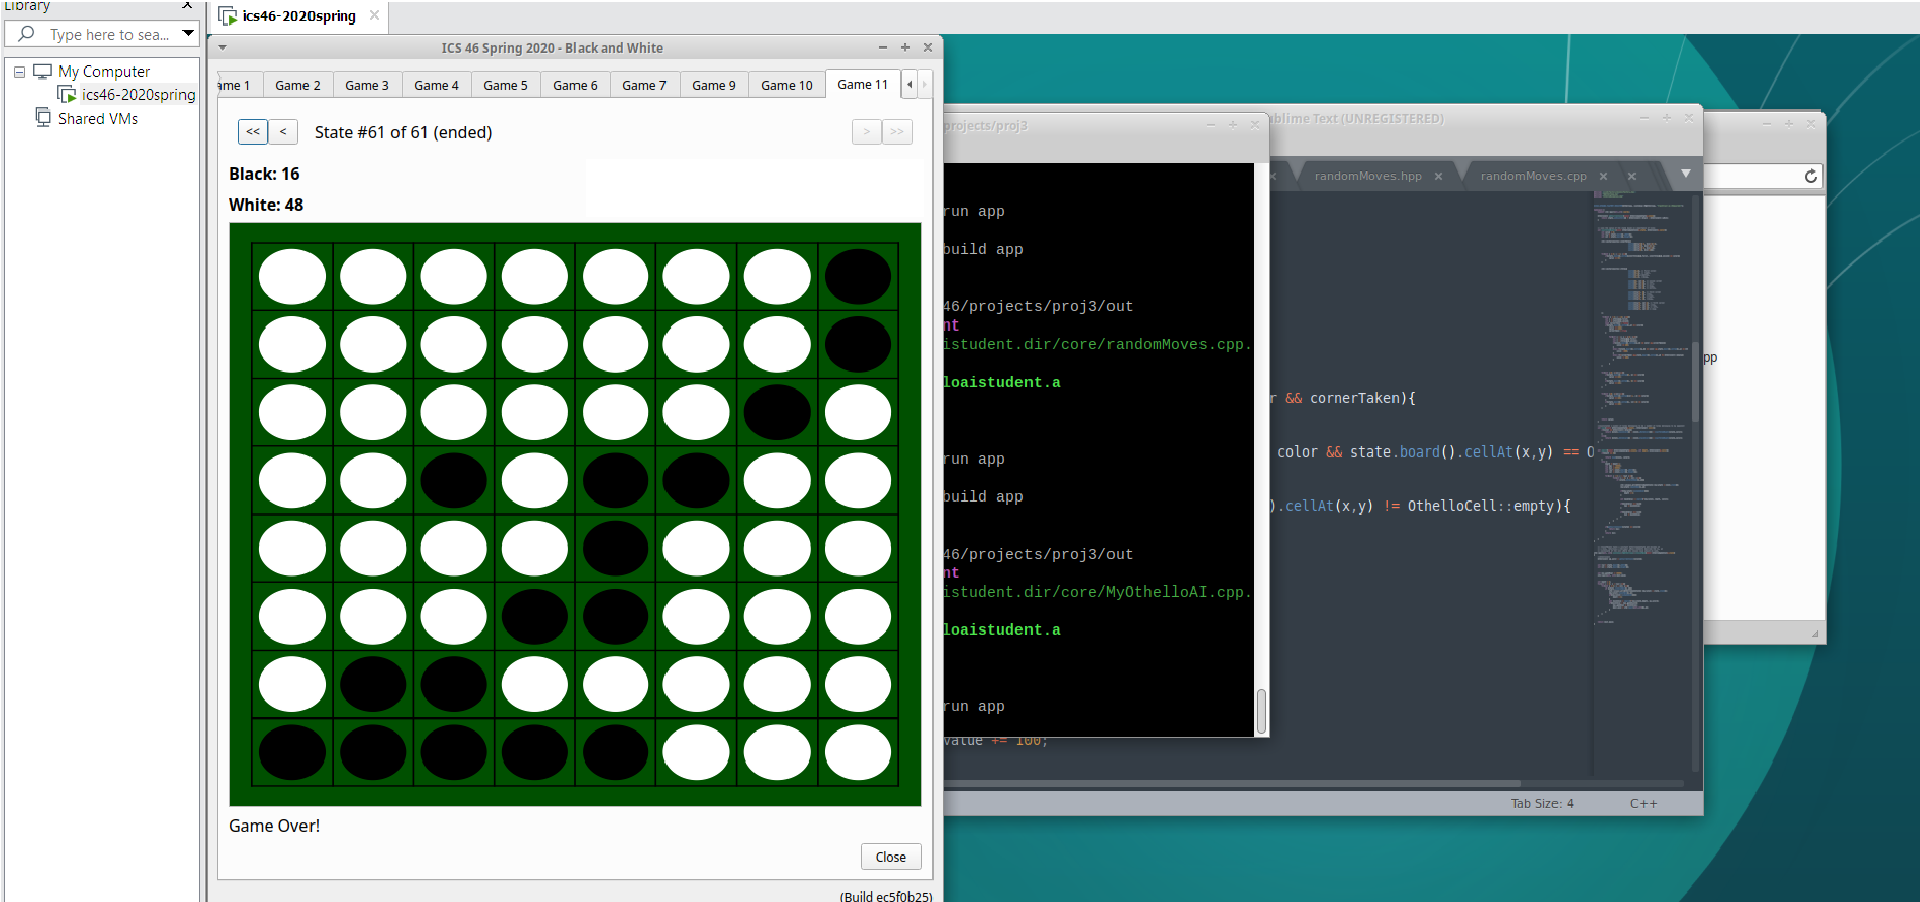 Library
ics46-2020spring
Type here to sea...
My Computer
ics46-2020spring
Shared VMs
ICS 46 Spring 2020 - Black and White
ame 1
Game 2
Game 3
Game 4
Game 5
Game 6
Game 7
Game 9
Game 10
Game 11
<<
<
State #61 of 61 (ended)
>
>>
Black: 16
White: 48
Game Over!
Close
(Build ec5f0b25)
projects/proj3
run app
build app
46/projects/proj3/out
nt
istudent.dir/core/randomMoves.cpp.
loaistudent.a
run app
build app
46/projects/proj3/out
nt
istudent.dir/core/MyOthelloAI.cpp.
loaistudent.a
run app
blime Text (UNREGISTERED)
randomMoves.hpp
randomMoves.cpp
r && cornerTaken){
color && state.board().cellAt(x,y) == O
).cellAt(x,y) != OthelloCell::empty){
value += 100;
Tab Size: 4
C++
pp